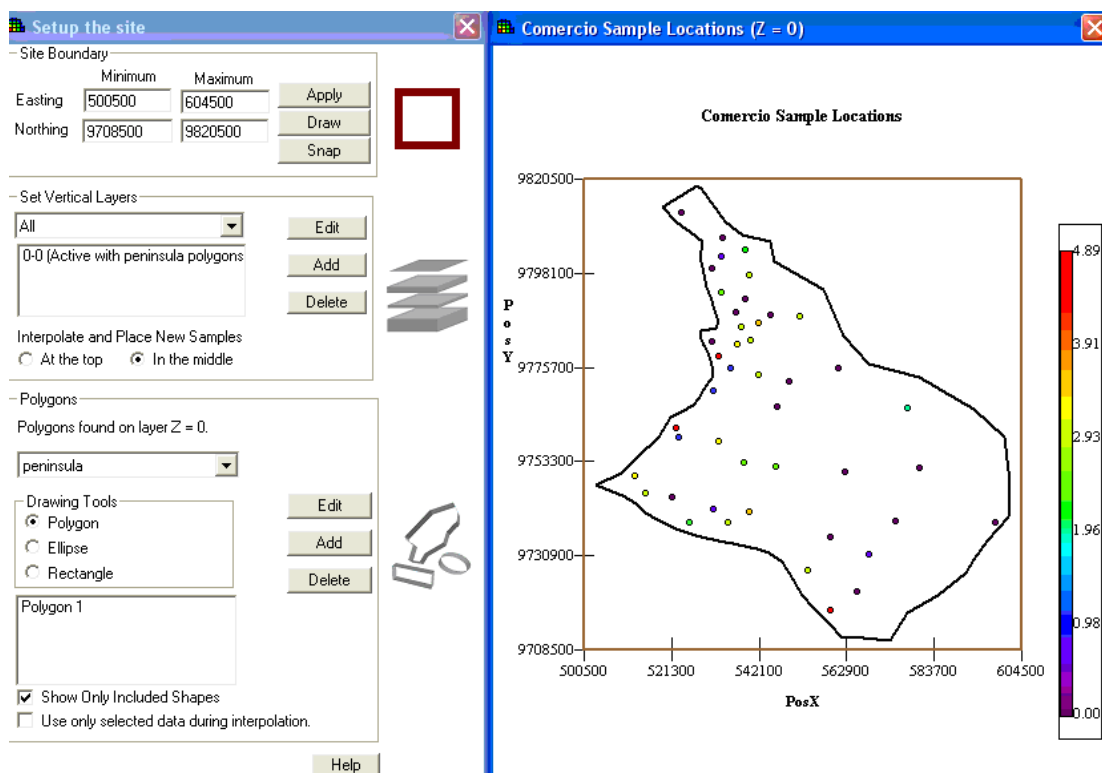 Setup the site
Site Boundary
Minimum Maximum
Easting 500500 604500 Apply
Northing 9708500 9820500 Draw
Snap
Set Vertical Layers
All Edit
0-0 (Active with peninsula polygons Add
Delete
Interpolate and Place New Samples
At the top In the middle
Polygons
Polygons found on layer Z = 0.
peninsula
Drawing Tools
Polygon Edit
Ellipse Add
Rectangle Delete
Polygon 1
Show Only Included Shapes
Use only selected data during interpolation.
Help
Comercio Sample Locations (Z = 0)
Comercio Sample Locations
PosY
9820500
9798100
9775700
9753300
9730900
9708500
500500 521300 542100 562900 583700 604500
PosX
4.89
3.91
2.93
1.96
0.98
0.00